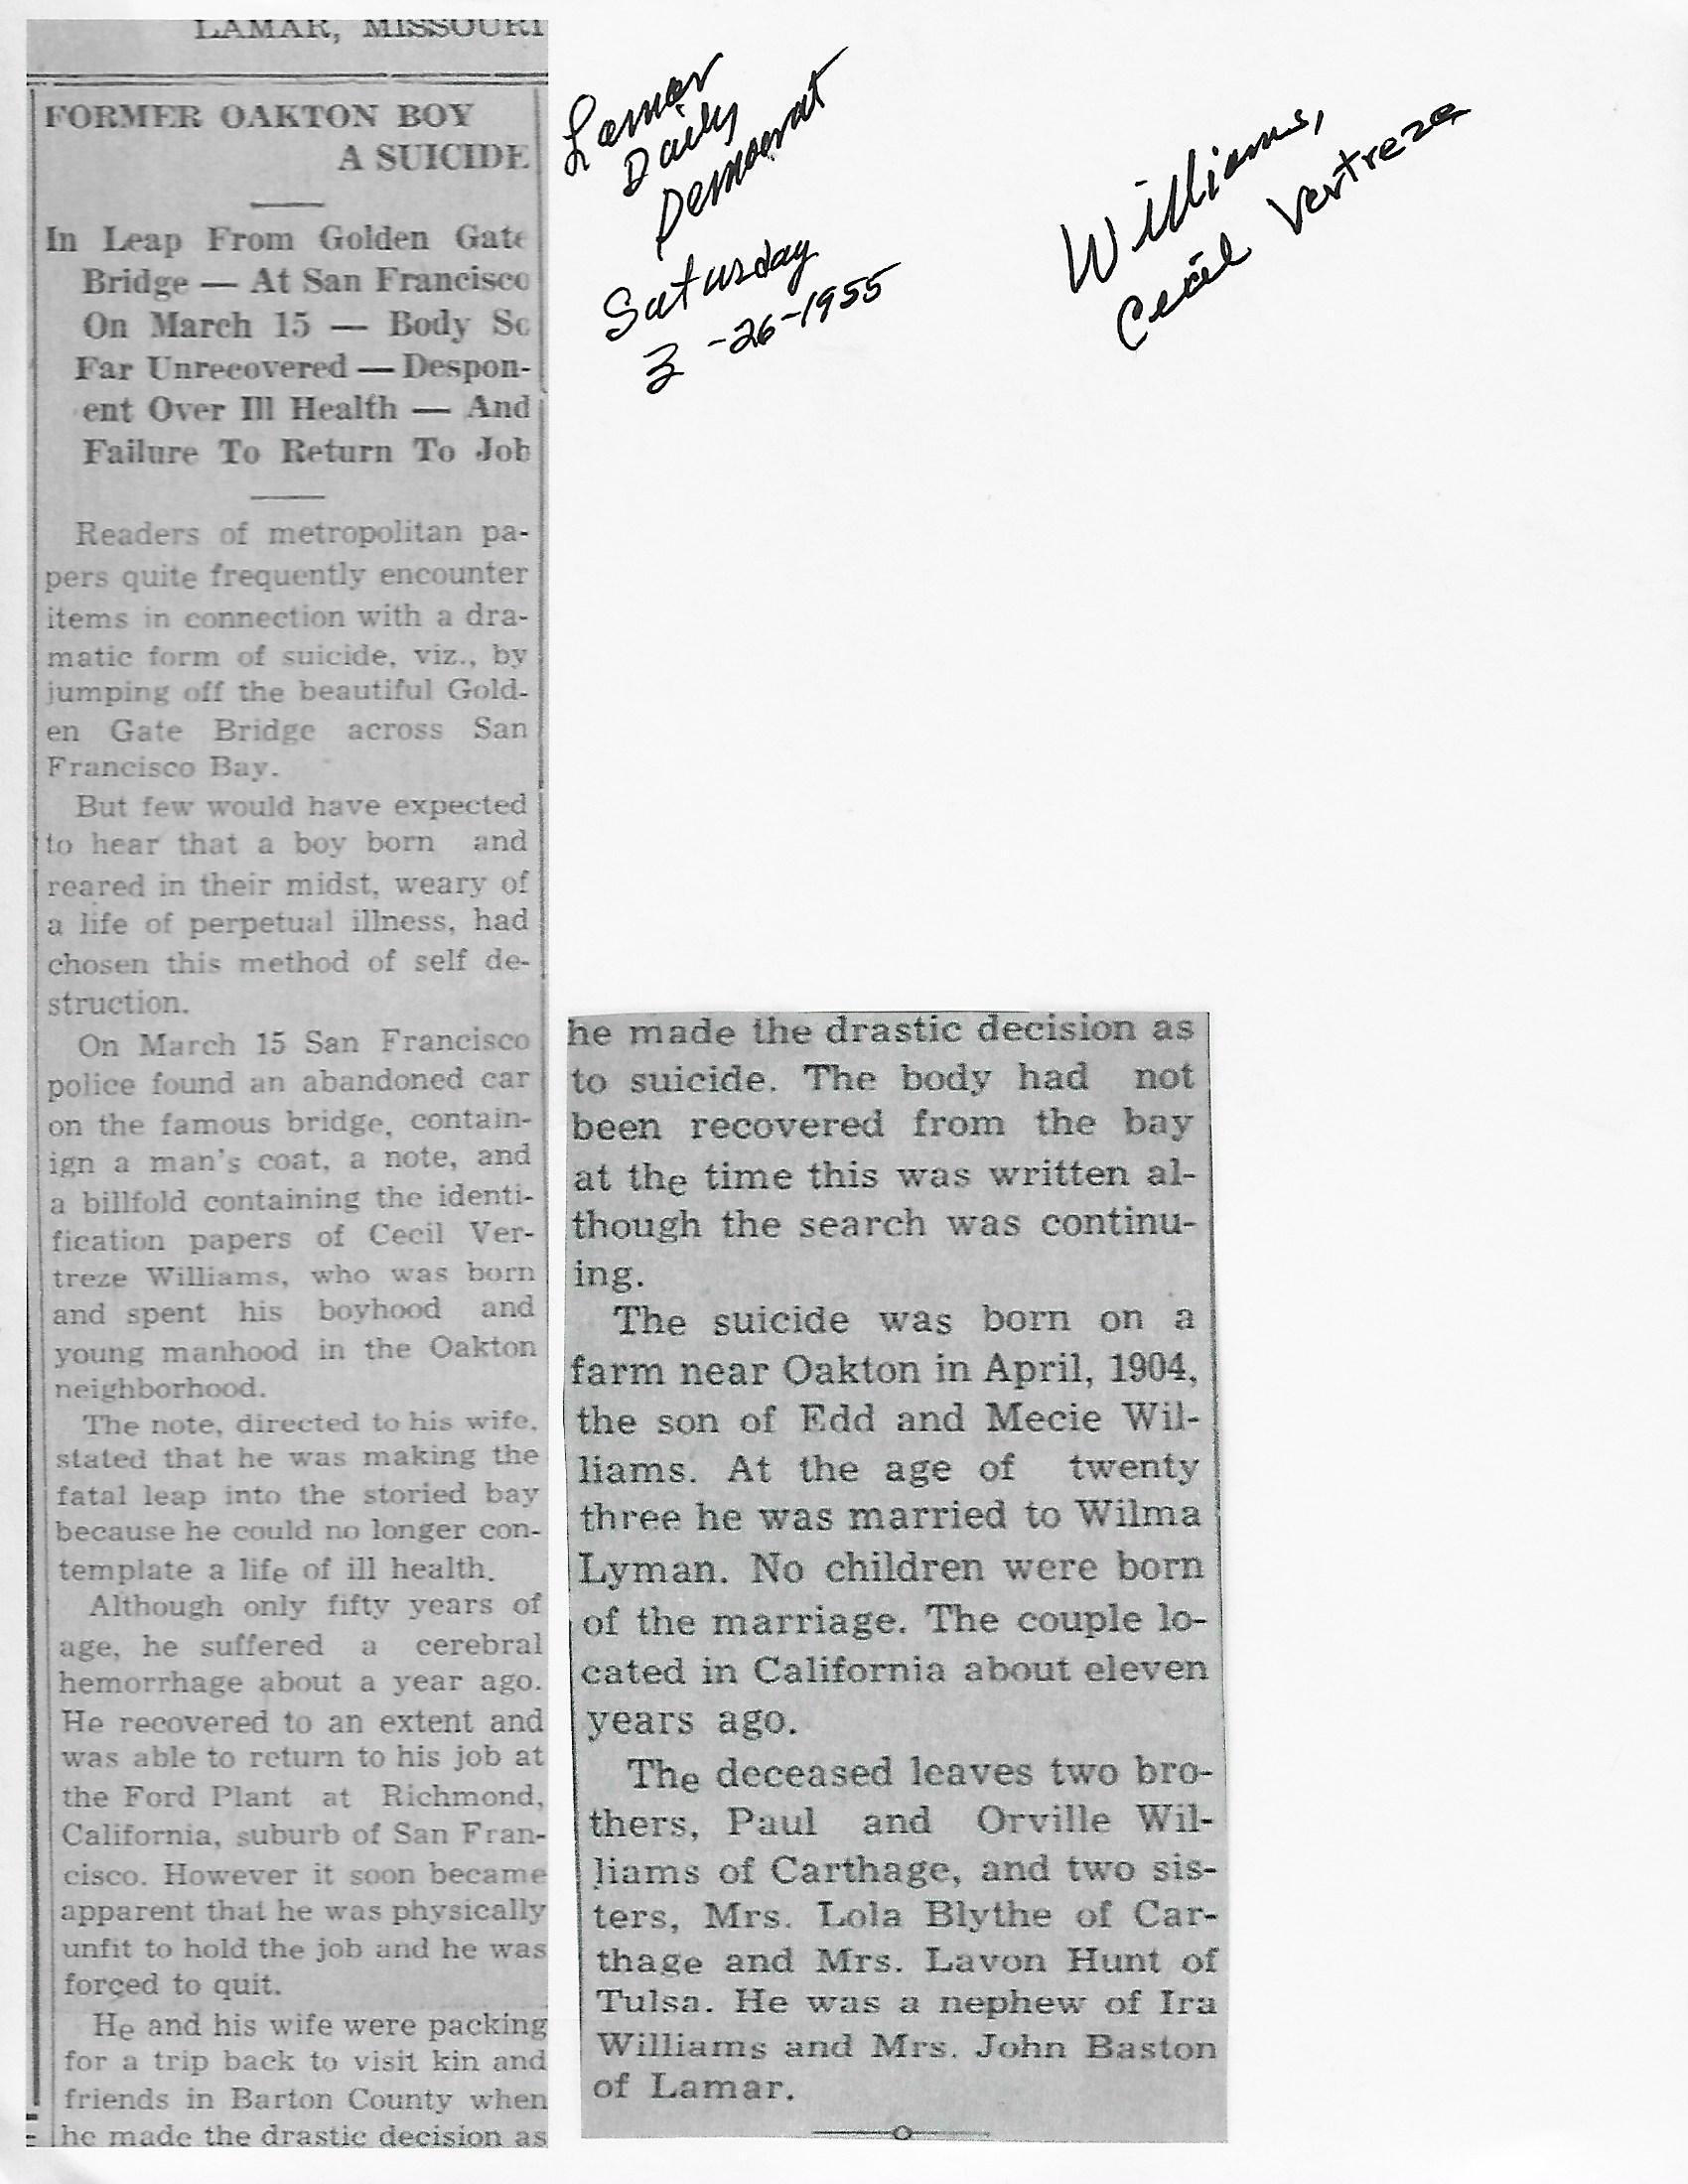 LAMAR, MISSOURI
FORMER OAKTON BOY
A SUICIDE
In Leap From Golden Gate
Bridge — At San Francisco
On March 15 — Body So
Far Unrecovered — Despon-
ent Over Ill Health — And
Failure To Return To Job
Readers of metropolitan pa-
pers quite frequently encounter
items in connection with a dra-
matic form of suicide, viz., by
jumping off the beautiful Gold-
en Gate Bridge across San
Francisco Bay.
But few would have expected
to hear that a boy born and
reared in their midst, weary of
a life of perpetual illness, had
chosen this method of self de-
struction.
On March 15 San Francisco
police found an abandoned car
on the famous bridge, contain-
ign a man's coat, a note, and
a billfold containing the identi-
fication papers of Cecil Ver-
treze Williams, who was born
and spent his boyhood and
young manhood in the Oakton
neighborhood.
The note, directed to his wife,
stated that he was making the
fatal leap into the storied bay
because he could no longer con-
template a life of ill health.
Although only fifty years of
age, he suffered a cerebral
hemorrhage about a year ago.
He recovered to an extent and
was able to return to his job at
the Ford Plant at Richmond,
California, suburb of San Fran-
cisco. However it soon became
apparent that he was physically
unfit to hold the job and he was
forced to quit.
He and his wife were packing
for a trip back to visit kin and
friends in Barton County when
he made the drastic decision as
Lamar
Daily
Democrat
Saturday
3-26-1955
Williams,
Cecil Vertreze
he made the drastic decision as
to suicide. The body had not
been recovered from the bay
at the time this was written al-
though the search was continu-
ing.
The suicide was born on a
farm near Oakton in April, 1904,
the son of Edd and Mecie Wil-
liams. At the age of twenty
three he was married to Wilma
Lyman. No children were born
of the marriage. The couple lo-
cated in California about eleven
years ago.
The deceased leaves two bro-
thers, Paul and Orville Wil-
liams of Carthage, and two sis-
ters, Mrs. Lola Blythe of Car-
thage and Mrs. Lavon Hunt of
Tulsa. He was a nephew of Ira
Williams and Mrs. John Baston
of Lamar.